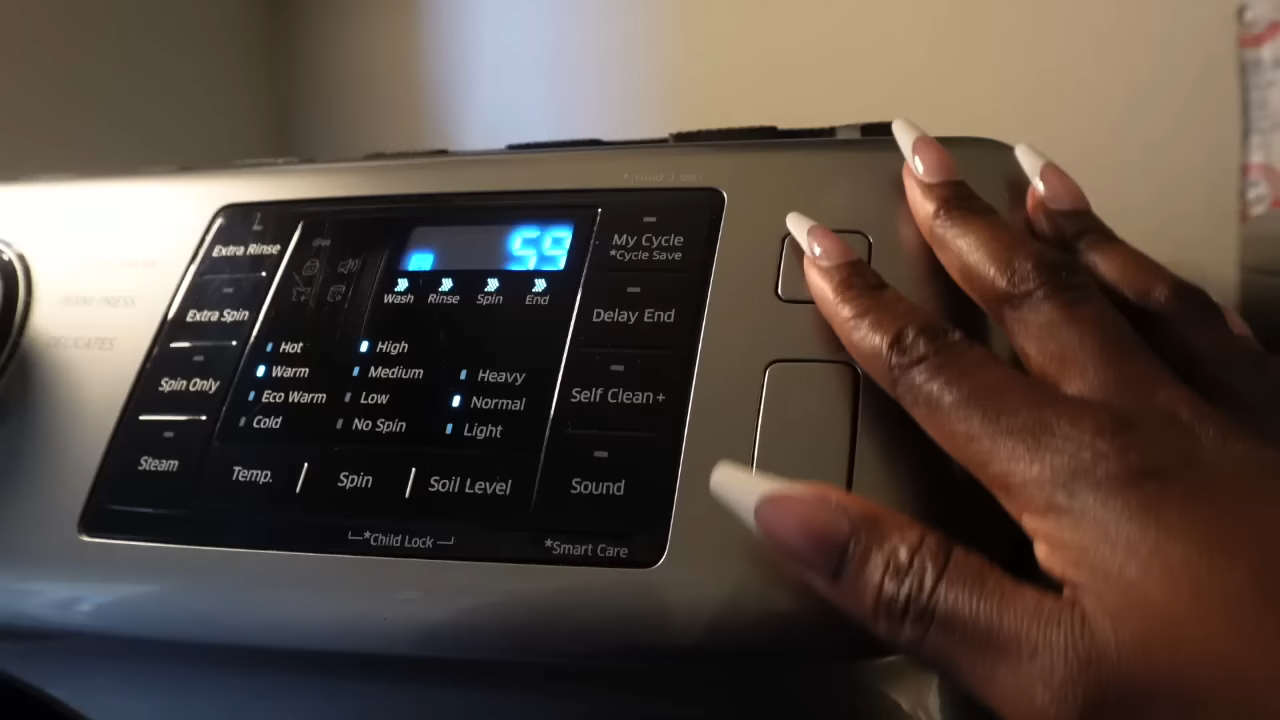 DELICATES
Extra Rinse
Extra Spin
Spin Only
Steam
59
Wash Rinse Spin End
Hot
Warm
Eco Warm
Cold
High
Medium
Low
No Spin
Heavy
Normal
Light
Temp. Spin Soil Level
*Child Lock
My Cycle
*Cycle Save
Delay End
Self Clean+
Sound
*Smart Care